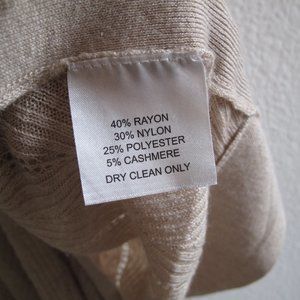 40% RAYON
30% NYLON
25% POLYESTER
5% CASHMERE
DRY CLEAN ONLY